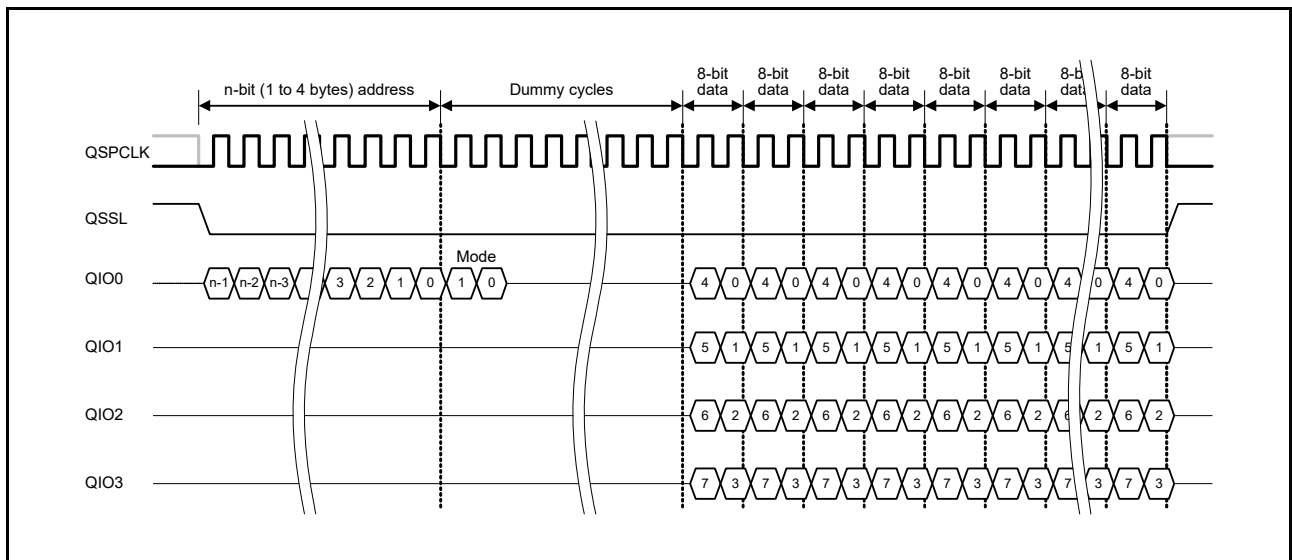 8-bit data 8-bit data 8-bit data 8-bit data 8-bit data 8-bit data 8-bit data
n-bit (1 to 4 bytes) address Dummy cycles
QSPCLK
QSSL
Mode
QIO0 n-1 n-2 n-3 3 2 1 0 1 0 4 0 4 0 4 0 4 0 4 0 4 0 4 0 4 0
QIO1 5 1 5 1 5 1 5 1 5 1 5 1 5 1 5 1
QIO2 6 2 6 2 6 2 6 2 6 2 6 2 6 2 6 2
QIO3 7 3 7 3 7 3 7 3 7 3 7 3 7 3 7 3